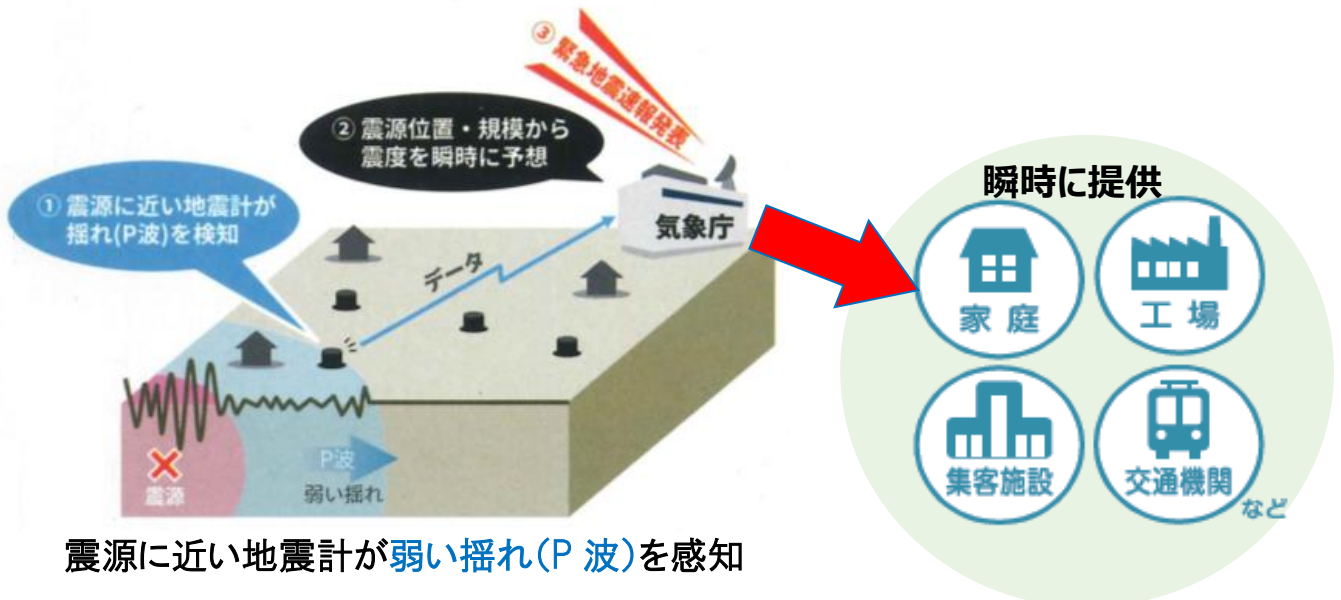 ③ 緊急地震速報発表
② 震源位置・規模から
震度を瞬時に予想
① 震源に近い地震計が
揺れ(P波)を検知
気象庁
データ
P波
弱い揺れ
震源
瞬時に提供
家庭
工場
集客施設
交通機関
など
震源に近い地震計が弱い揺れ(P 波)を感知